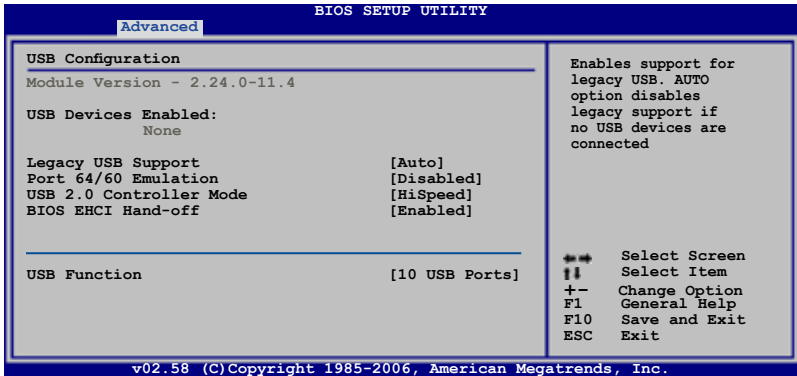 BIOS SETUP UTILITY
Advanced
USB Configuration
Module Version - 2.24.0-11.4
USB Devices Enabled:
None
Legacy USB Support [Auto]
Port 64/60 Emulation [Disabled]
USB 2.0 Controller Mode [HiSpeed]
BIOS EHCI Hand-off [Enabled]
USB Function [10 USB Ports]
Enables support for
legacy USB. AUTO
option disables
legacy support if
no USB devices are
connected
←→ Select Screen
↑↓ Select Item
+- Change Option
F1 General Help
F10 Save and Exit
ESC Exit
v02.58 (C)Copyright 1985-2006, American Megatrends, Inc.